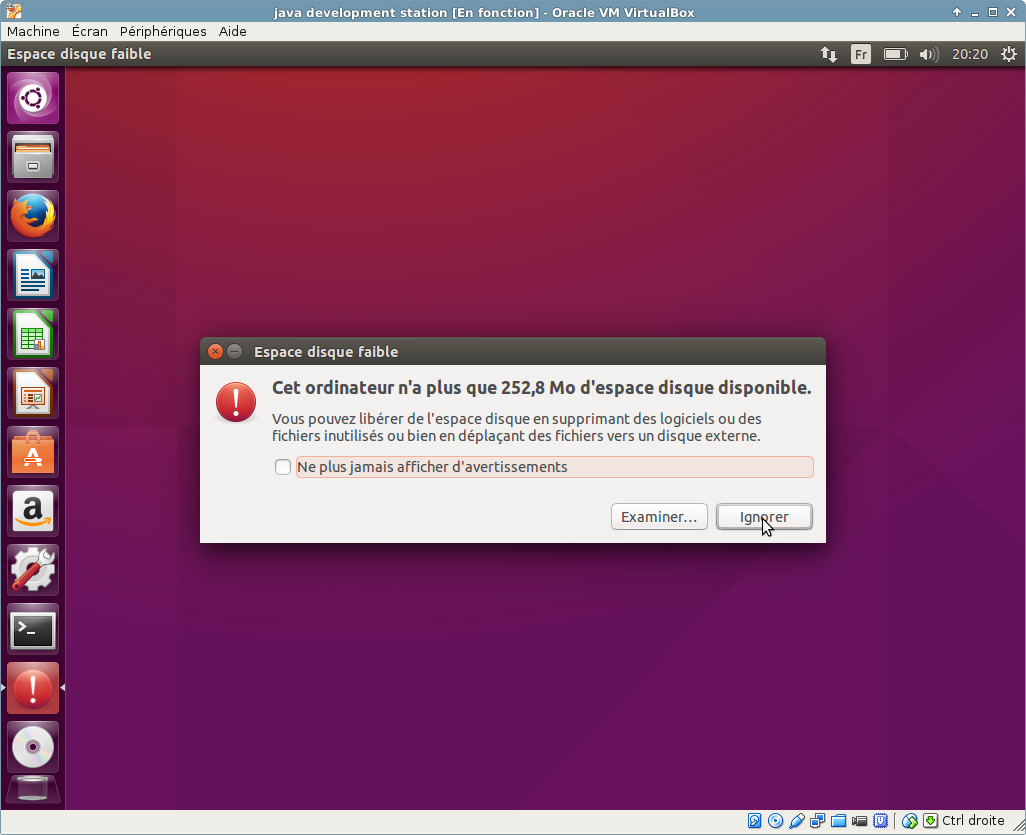 java development station [En fonction] - Oracle VM VirtualBox
Machine Écran Périphériques Aide
Espace disque faible
Fr
20:20
Espace disque faible
Cet ordinateur n'a plus que 252,8 Mo d'espace disque disponible.
Vous pouvez libérer de l'espace disque en supprimant des logiciels ou des
fichiers inutilisés ou bien en déplaçant des fichiers vers un disque externe.
Ne plus jamais afficher d'avertissements
Examiner... Ignorer
Ctrl droite